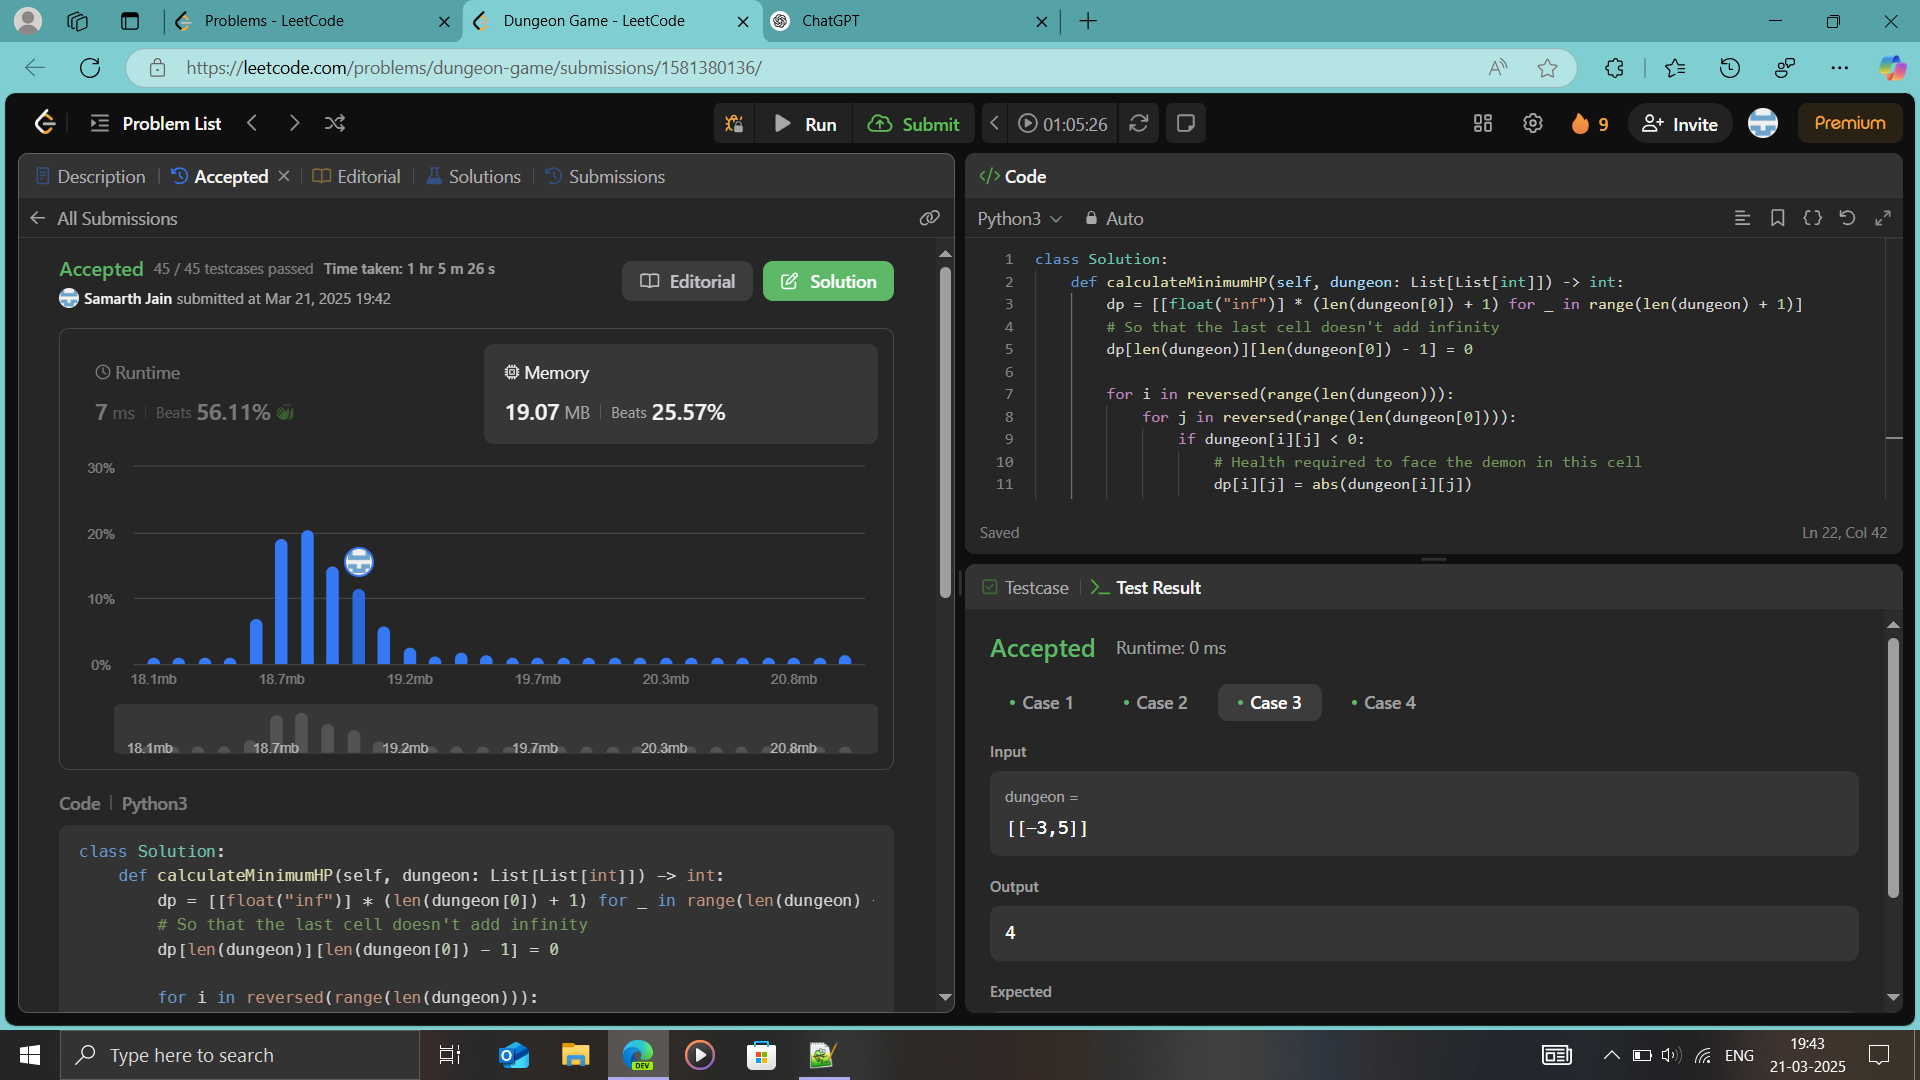 Problems - LeetCode
Dungeon Game - LeetCode
ChatGPT
https://leetcode.com/problems/dungeon-game/submissions/1581380136/
Problem List
Run
Submit
01:05:26
9
Invite
Premium
Description
Accepted
Editorial
Solutions
Submissions
All Submissions
Accepted 45 / 45 testcases passed Time taken: 1 hr 5 m 26 s
Samarth Jain submitted at Mar 21, 2025 19:42
Editorial
Solution
Runtime
7 ms Beats 56.11%
Memory
19.07 MB Beats 25.57%
30%
20%
10%
0%
18.1mb 18.7mb 19.2mb 19.7mb 20.3mb 20.8mb
18.1mb 18.7mb 19.2mb 19.7mb 20.3mb 20.8mb
Code Python3
class Solution:
def calculateMinimumHP(self, dungeon: List[List[int]]) -> int:
dp = [[float("inf")] * (len(dungeon[0]) + 1) for _ in range(len(dungeon)
# So that the last cell doesn't add infinity
dp[len(dungeon)][len(dungeon[0]) - 1] = 0
for i in reversed(range(len(dungeon))):
</> Code
Python3
Auto
1 class Solution:
2 def calculateMinimumHP(self, dungeon: List[List[int]]) -> int:
3 dp = [[float("inf")] * (len(dungeon[0]) + 1) for _ in range(len(dungeon) + 1)]
4 # So that the last cell doesn't add infinity
5 dp[len(dungeon)][len(dungeon[0]) - 1] = 0
6
7 for i in reversed(range(len(dungeon))):
8 for j in reversed(range(len(dungeon[0]))):
9 if dungeon[i][j] < 0:
10 # Health required to face the demon in this cell
11 dp[i][j] = abs(dungeon[i][j])
Saved
Ln 22, Col 42
Testcase
Test Result
Accepted Runtime: 0 ms
Case 1
Case 2
Case 3
Case 4
Input
dungeon =
[[-3,5]]
Output
4
Expected
Type here to search
DEV
ENG
19:43
21-03-2025